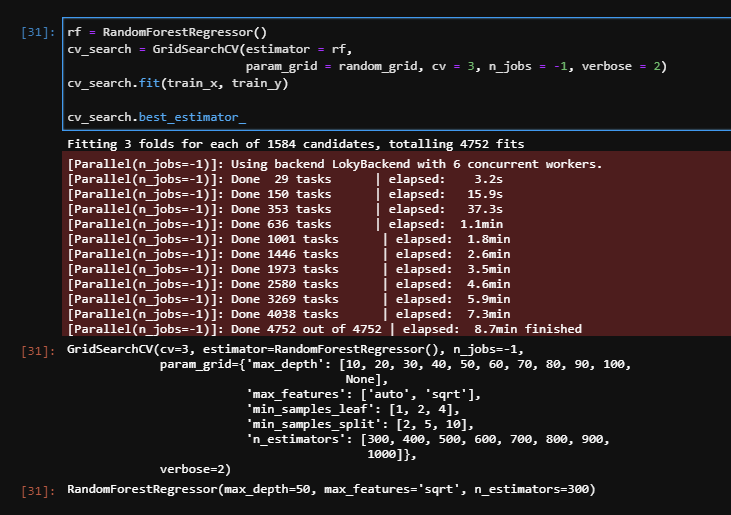 [31]: rf = RandomForestRegressor()
cv_search = GridSearchCV(estimator = rf,
param_grid = random_grid, cv = 3, n_jobs = -1, verbose = 2)
cv_search.fit(train_x, train_y)
cv_search.best_estimator_
Fitting 3 folds for each of 1584 candidates, totalling 4752 fits
[Parallel(n_jobs=-1)]: Using backend LokyBackend with 6 concurrent workers.
[Parallel(n_jobs=-1)]: Done  29 tasks      | elapsed:    3.2s
[Parallel(n_jobs=-1)]: Done 150 tasks      | elapsed:   15.9s
[Parallel(n_jobs=-1)]: Done 353 tasks      | elapsed:   37.3s
[Parallel(n_jobs=-1)]: Done 636 tasks      | elapsed:  1.1min
[Parallel(n_jobs=-1)]: Done 1001 tasks      | elapsed:  1.8min
[Parallel(n_jobs=-1)]: Done 1446 tasks      | elapsed:  2.6min
[Parallel(n_jobs=-1)]: Done 1973 tasks      | elapsed:  3.5min
[Parallel(n_jobs=-1)]: Done 2580 tasks      | elapsed:  4.6min
[Parallel(n_jobs=-1)]: Done 3269 tasks      | elapsed:  5.9min
[Parallel(n_jobs=-1)]: Done 4038 tasks      | elapsed:  7.3min
[Parallel(n_jobs=-1)]: Done 4752 out of 4752 | elapsed:  8.7min finished
[31]: GridSearchCV(cv=3, estimator=RandomForestRegressor(), n_jobs=-1,
param_grid={'max_depth': [10, 20, 30, 40, 50, 60, 70, 80, 90, 100,
None],
'max_features': ['auto', 'sqrt'],
'min_samples_leaf': [1, 2, 4],
'min_samples_split': [2, 5, 10],
'n_estimators': [300, 400, 500, 600, 700, 800, 900,
1000]},
verbose=2)
[31]: RandomForestRegressor(max_depth=50, max_features='sqrt', n_estimators=300)